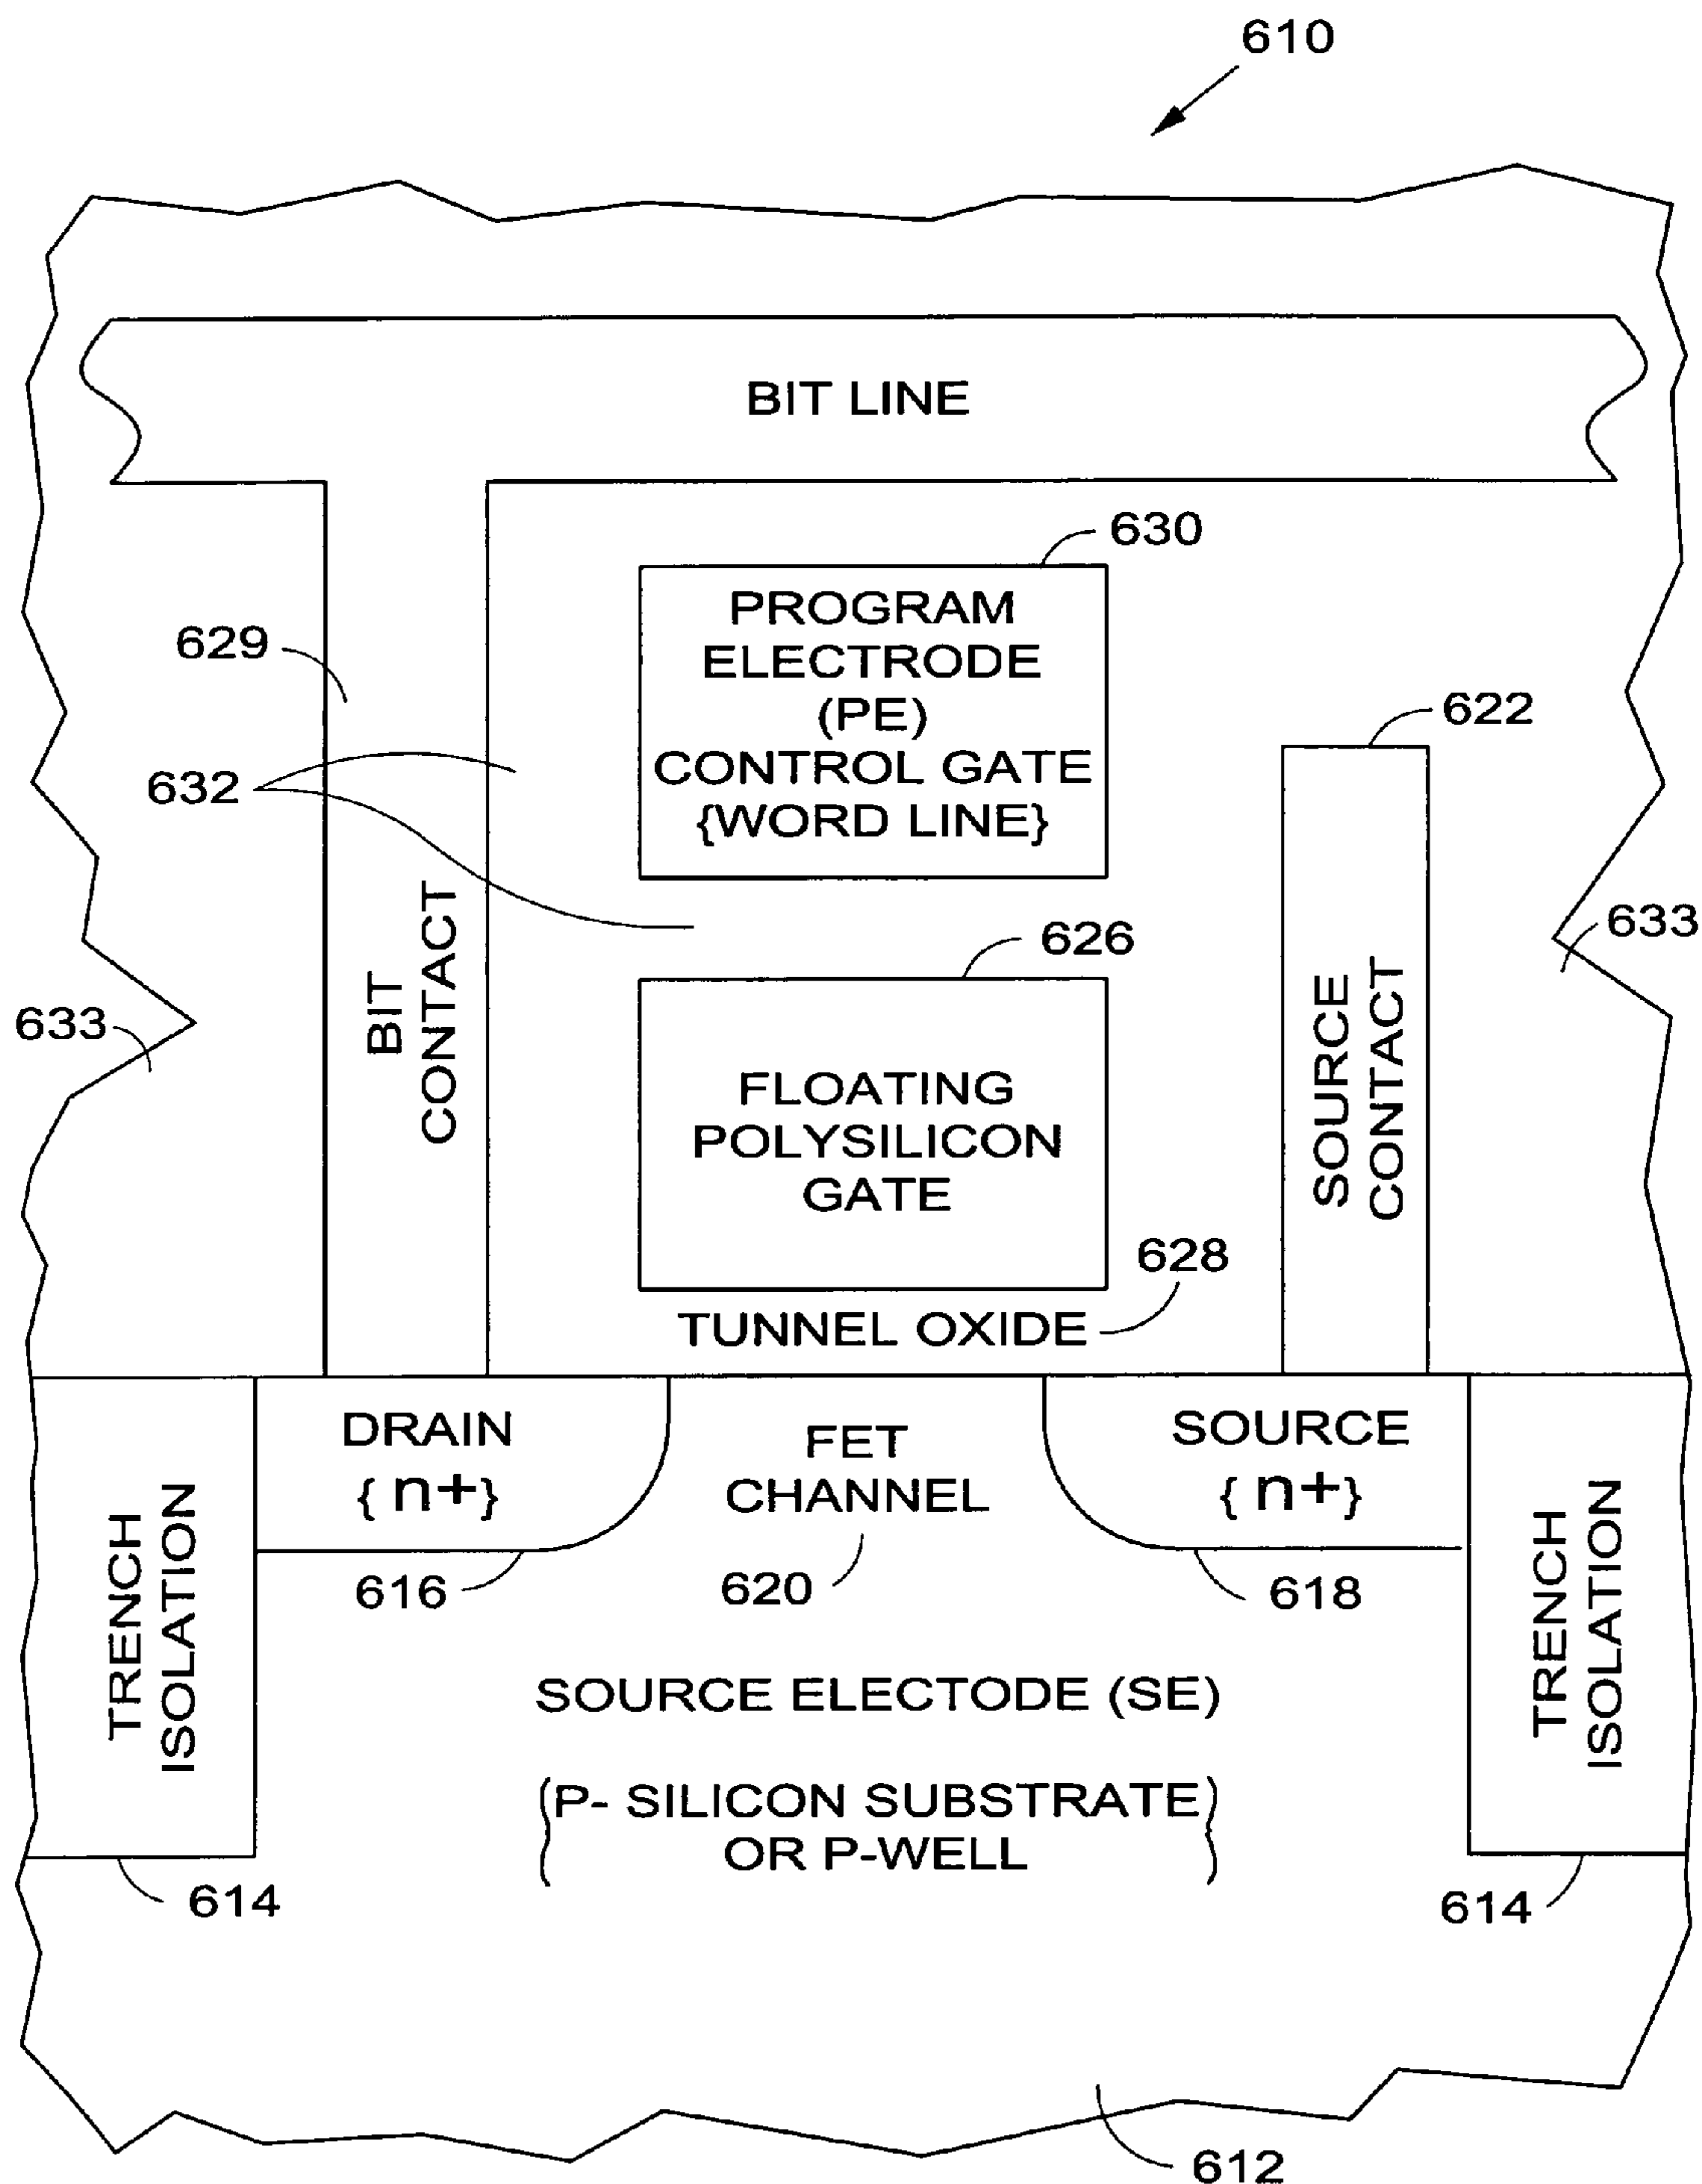 610
BIT LINE
630
PROGRAM
ELECTRODE
(PE)
CONTROL GATE
{WORD LINE}
629
622
632
BIT
CONTACT
626
633
633
SOURCE
CONTACT
FLOATING
POLYSILICON
GATE
628
TUNNEL OXIDE
DRAIN
{ n+}
FET
CHANNEL
SOURCE
{ n+}
616
620
618
TRENCH
ISOLATION
TRENCH
ISOLATION
SOURCE ELECTODE (SE)
{P- SILICON SUBSTRATE}
OR P-WELL
614
614
612